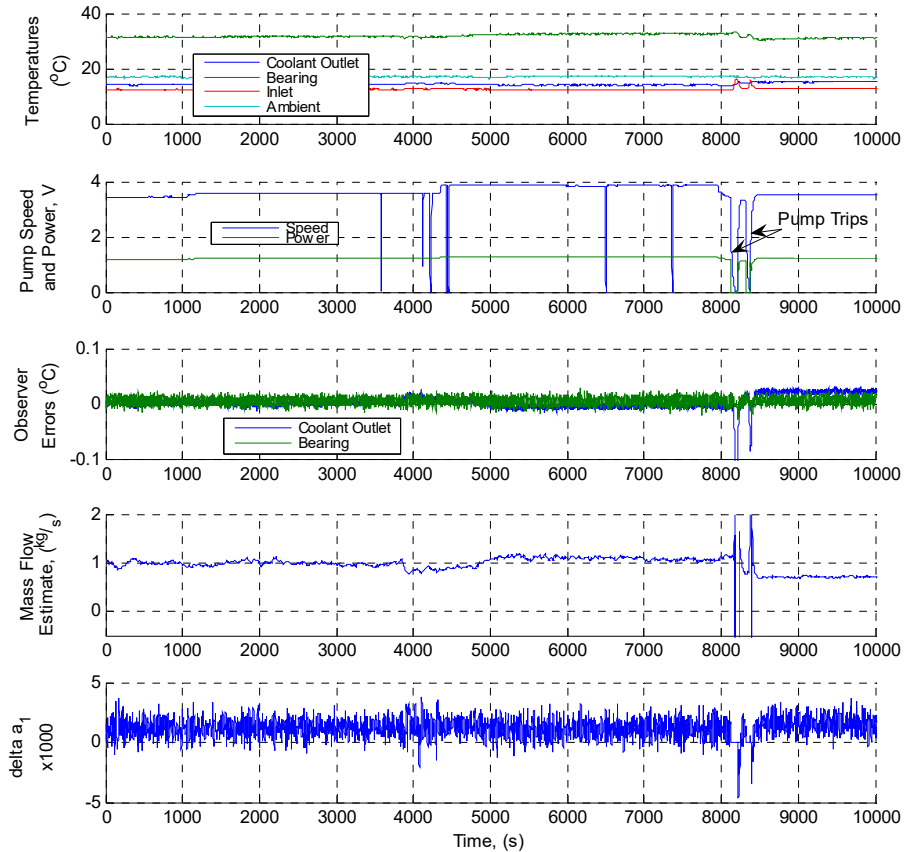 40
20
0
Temperatures
(°C)
Coolant Outlet
Bearing
Inlet
Ambient
0 1000 2000 3000 4000 5000 6000 7000 8000 9000 10000
4
2
0
Pump Speed
and Power, V
Speed
Power
Pump Trips
0 1000 2000 3000 4000 5000 6000 7000 8000 9000 10000
0.1
0
-0.1
Observer
Errors (°C)
Coolant Outlet
Bearing
0 1000 2000 3000 4000 5000 6000 7000 8000 9000 10000
2
1
0
Mass Flow
Estimate, (kg/s)
0 1000 2000 3000 4000 5000 6000 7000 8000 9000 10000
5
0
-5
delta a1
x1000
0 1000 2000 3000 4000 5000 6000 7000 8000 9000 10000
Time, (s)